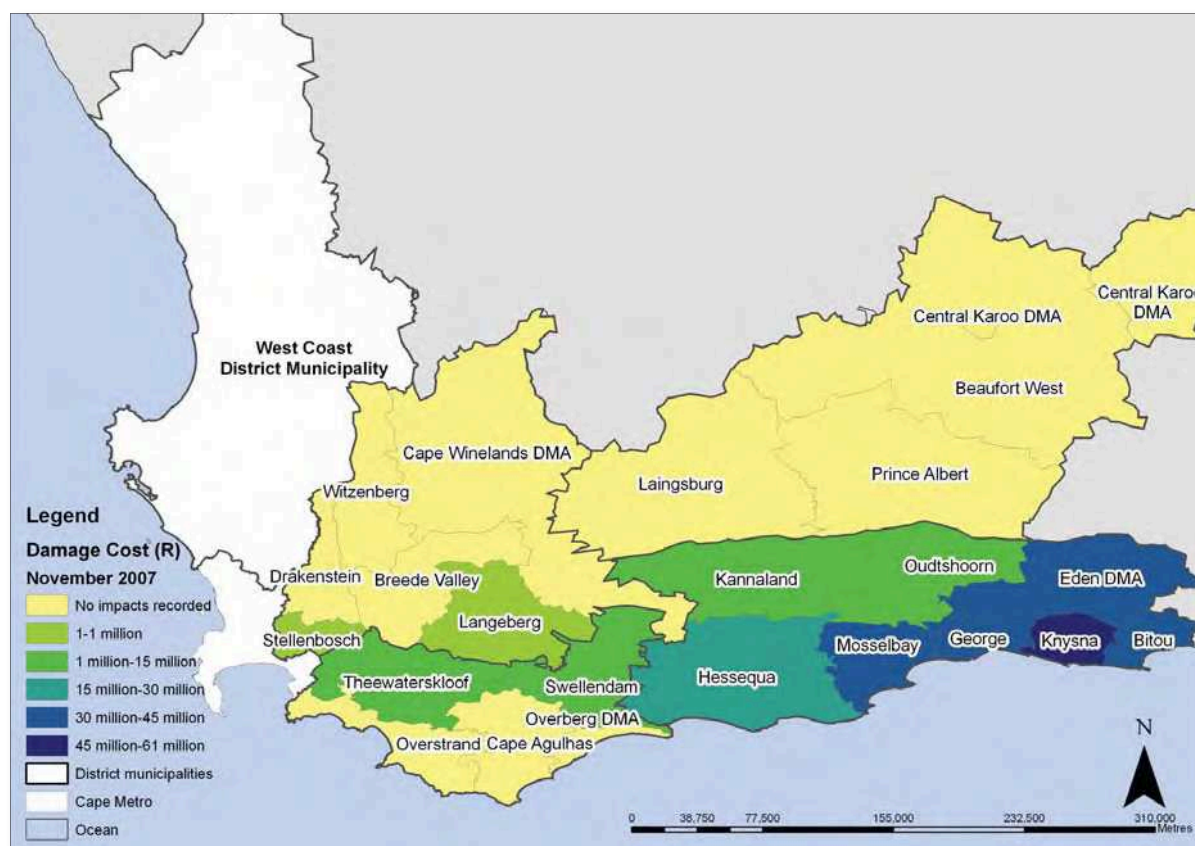 West Coast
District Municipality
Central Karoo DMA
Central Karoo
DMA
Beaufort West
Cape Winelands DMA
Laingsburg
Prince Albert
Witzenberg
Drakenstein
Breede Valley
Kannaland
Oudtshoorn
Eden DMA
Stellenbosch
Langeberg
Mosselbay
George
Knysna
Bitou
Theewaterskloof
Swellendam
Hessequa
Overberg DMA
Overstrand
Cape Agulhas
Legend
Damage Cost (R)
November 2007
No impacts recorded
1-1 million
1 million-15 million
15 million-30 million
30 million-45 million
45 million-61 million
District municipalities
Cape Metro
Ocean
N
0 38,750 77,500 155,000 232,500 310,000
Metres